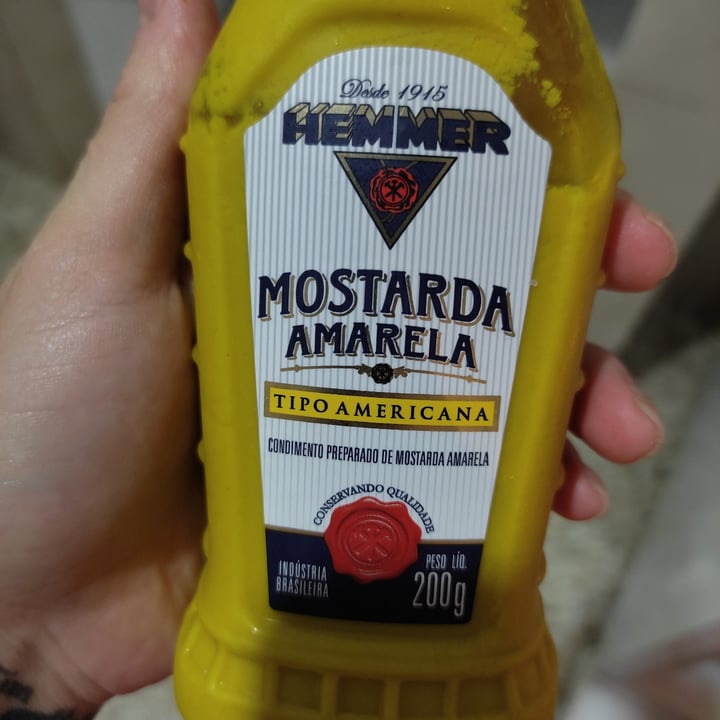 Desde 1915
HEMMER
MOSTARDA
AMARELA
TIPO AMERICANA
CONDIMENTO PREPARADO DE MOSTARDA AMARELA
CONSERVANDO QUALIDADE
INDÚSTRIA
BRASILEIRA
PESO LÍQ.
200g